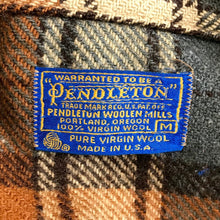 "WARRANTED TO BE A
"PENDLETON"
TRADE MARK REG. U.S. PAT. OFF.
PENDLETON WOOLEN MILLS
PORTLAND, OREGON
100% VIRGIN WOOL M
PURE VIRGIN WOOL
MADE IN U.S.A.